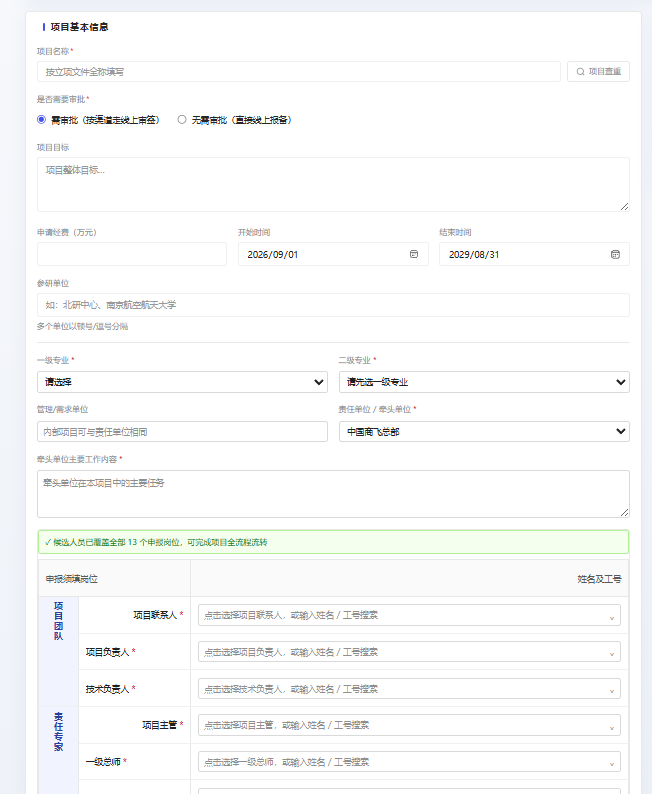 项目基本信息
项目名称*
按立项文件全称填写
项目查重
是否需要审批*
需审批（按渠道走线上审签） 无需审批（直接线上报备）
项目目标
项目整体目标...
申请经费（万元） 开始时间 结束时间
2026/09/01 2029/08/31
参研单位
如：北研中心、南京航空航天大学
多个单位以顿号/逗号分隔
一级专业 * 二级专业 *
请选择 请先选一级专业
管理/需求单位 责任单位 / 牵头单位 *
内部项目可与责任单位相同 中国商飞总部
牵头单位主要工作内容 *
牵头单位在本项目中的主要任务
✓ 候选人员已覆盖全部 13 个申报岗位，可完成项目全流程流转
申报须填岗位 姓名及工号
项目团队
项目联系人 * 点击选择项目联系人，或输入姓名 / 工号搜索
项目负责人 * 点击选择项目负责人，或输入姓名 / 工号搜索
技术负责人 * 点击选择技术负责人，或输入姓名 / 工号搜索
责任专家
项目主管 * 点击选择项目主管，或输入姓名 / 工号搜索
一级总师 * 点击选择一级总师，或输入姓名 / 工号搜索